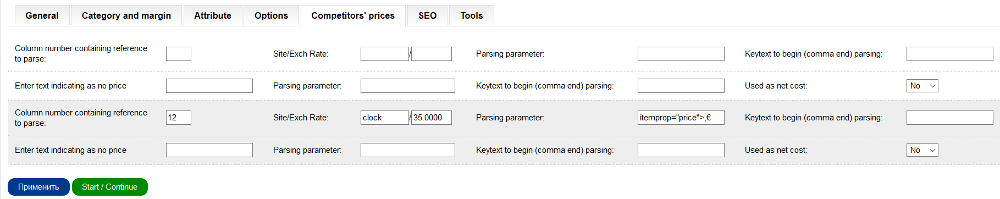 General Category and margin Attribute Options Competitors' prices SEO Tools
Column number containing reference
to parse:
Site/Exch Rate: /
Parsing parameter:
Keytext to begin (comma end) parsing:
Enter text indicating as no price
Parsing parameter:
Keytext to begin (comma end) parsing:
Used as net cost: No
Column number containing reference
to parse:
12
Site/Exch Rate: clock / 35.0000
Parsing parameter: itemprop="price">,€
Keytext to begin (comma end) parsing:
Enter text indicating as no price
Parsing parameter:
Keytext to begin (comma end) parsing:
Used as net cost: No
Применить Start / Continue